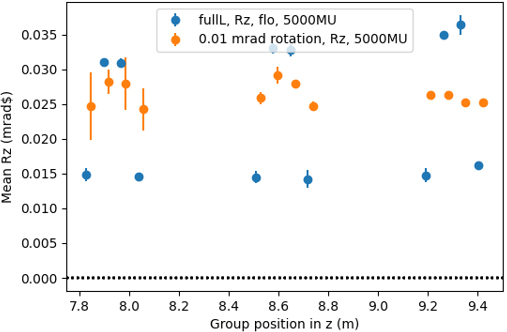 fullL, Rz, flo, 5000MU
0.01 mrad rotation, Rz, 5000MU
0.035
0.030
0.025
0.020
0.015
0.010
0.005
0.000
Mean Rz (mrad$)
7.8 8.0 8.2 8.4 8.6 8.8 9.0 9.2 9.4
Group position in z (m)